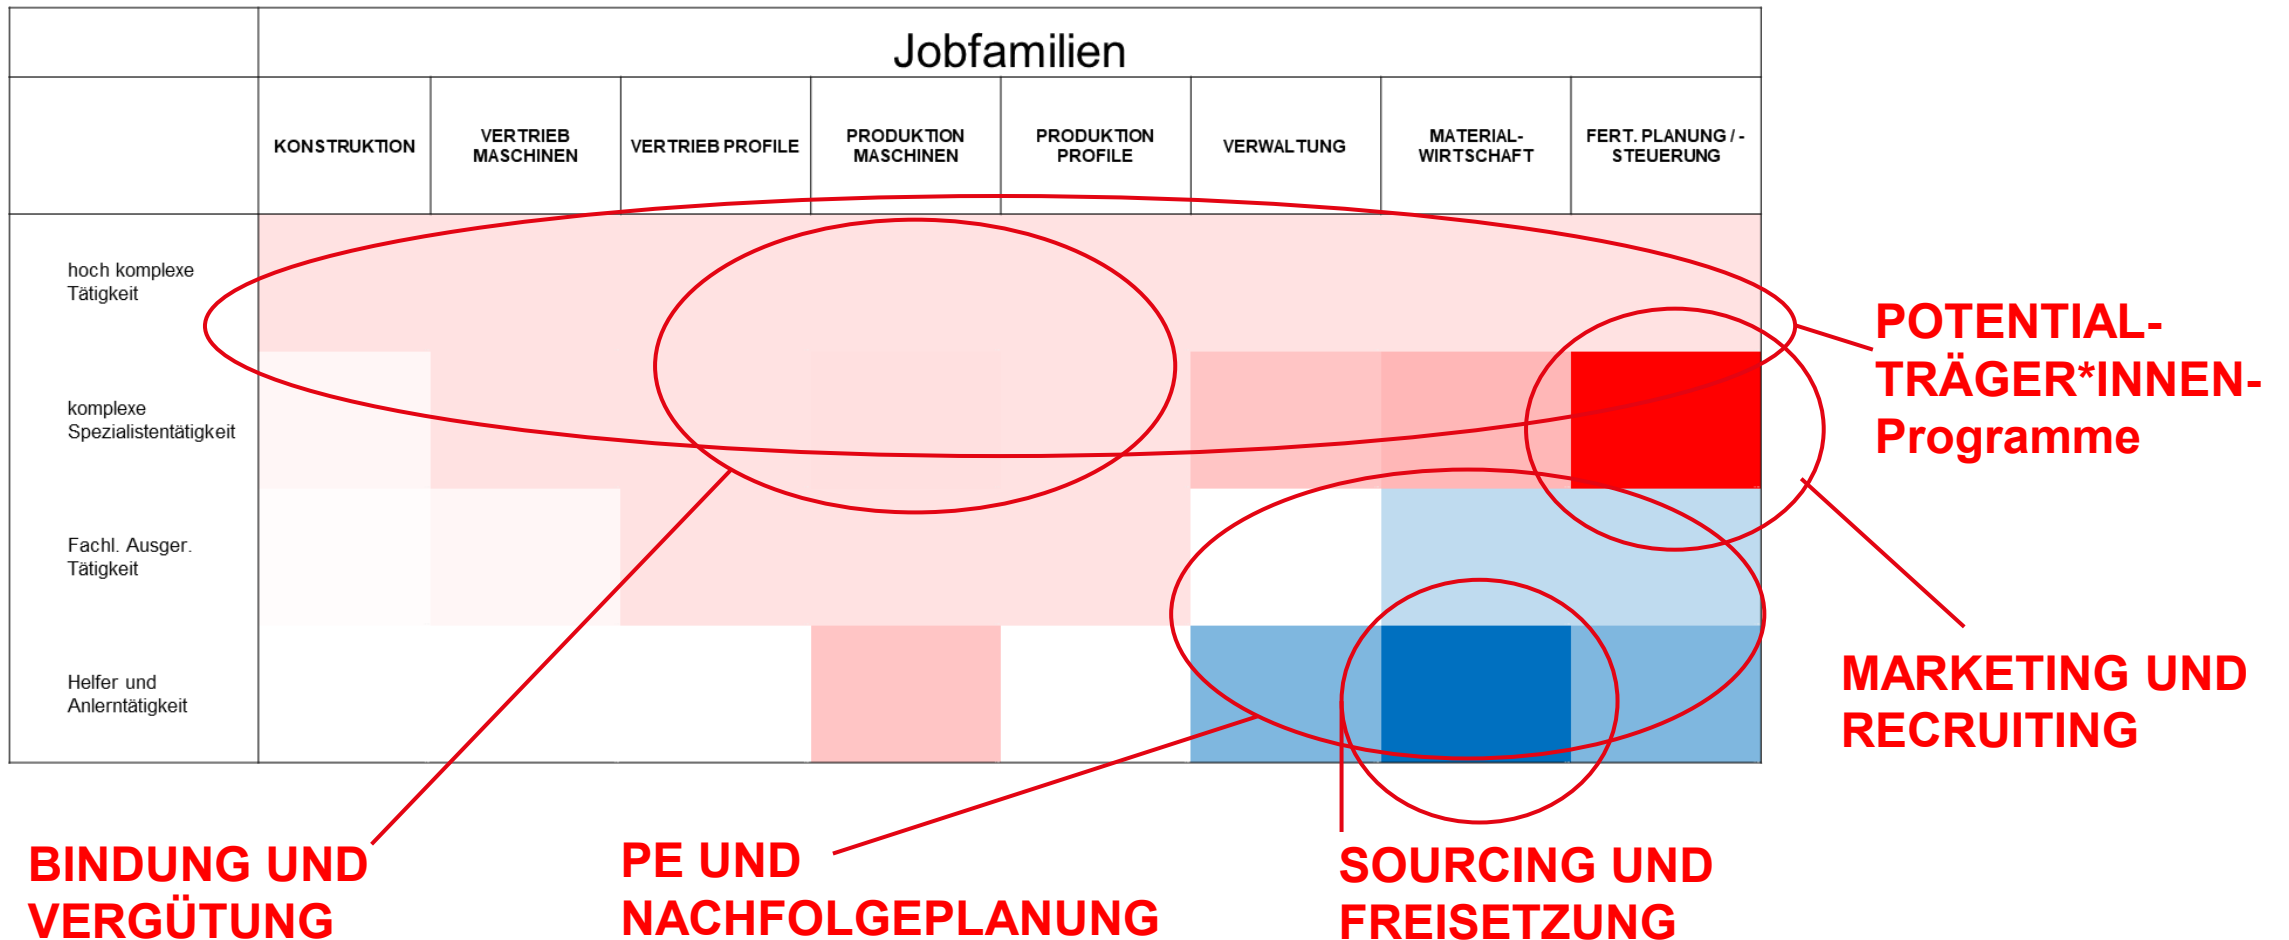 Jobfamilien
KONSTRUKTION
VERTRIEB
MASCHINEN
VERTRIEB PROFILE
PRODUKTION
MASCHINEN
PRODUKTION
PROFILE
VERWALTUNG
MATERIAL-
WIRTSCHAFT
FERT. PLANUNG / -
STEUERUNG
hoch komplexe
Tätigkeit
komplexe
Spezialistentätigkeit
Fachl. Ausger.
Tätigkeit
Helfer und
Anlerntätigkeit
POTENTIAL-
TRÄGER*INNEN-
Programme
MARKETING UND
RECRUITING
BINDUNG UND
VERGÜTUNG
PE UND
NACHFOLGEPLANUNG
SOURCING UND
FREISETZUNG